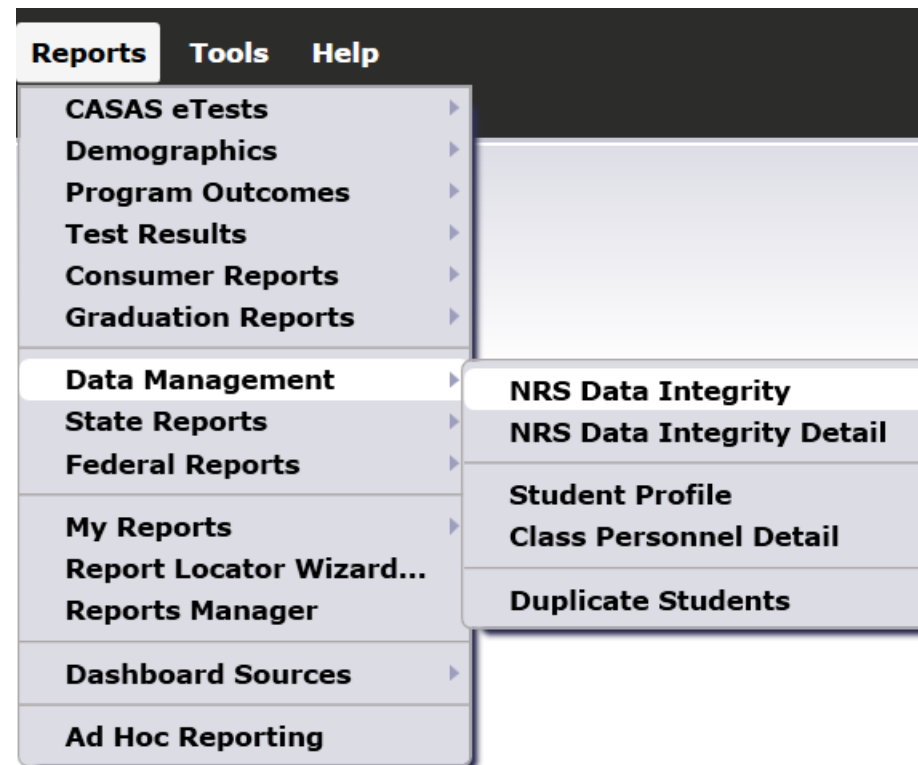 Reports Tools Help
CASAS eTests
Demographics
Program Outcomes
Test Results
Consumer Reports
Graduation Reports
Data Management
State Reports
Federal Reports
My Reports
Report Locator Wizard...
Reports Manager
Dashboard Sources
Ad Hoc Reporting
NRS Data Integrity
NRS Data Integrity Detail
Student Profile
Class Personnel Detail
Duplicate Students